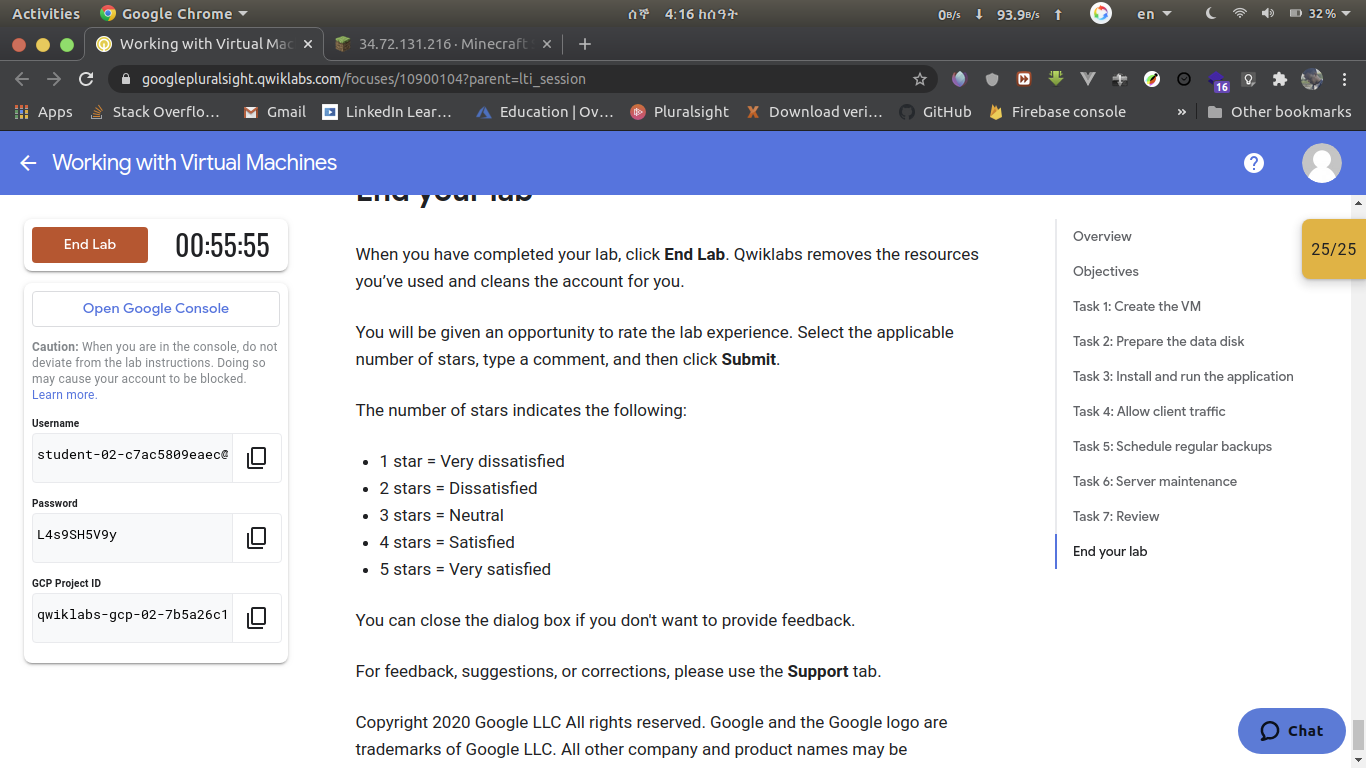 Activities
Google Chrome
ሰኞ 4:16 ከሰዓት
0B/s
93.9B/s
en
32%
Working with Virtual Mac
34.72.131.216 · Minecraft
googlepluralsight.qwiklabs.com/focuses/10900104?parent=lti_session
16
Apps
Stack Overflo…
Gmail
LinkedIn Lear…
Education | Ov…
Pluralsight
Download veri…
GitHub
Firebase console
»
Other bookmarks
Working with Virtual Machines
End Lab
00:55:55
Open Google Console
Caution: When you are in the console, do not
deviate from the lab instructions. Doing so
may cause your account to be blocked.
Learn more.
Username
student-02-c7ac5809eaec@
Password
L4s9SH5V9y
GCP Project ID
qwiklabs-gcp-02-7b5a26c1
End your lab
When you have completed your lab, click End Lab. Qwiklabs removes the resources
you’ve used and cleans the account for you.
You will be given an opportunity to rate the lab experience. Select the applicable
number of stars, type a comment, and then click Submit.
The number of stars indicates the following:
• 1 star = Very dissatisfied
• 2 stars = Dissatisfied
• 3 stars = Neutral
• 4 stars = Satisfied
• 5 stars = Very satisfied
You can close the dialog box if you don't want to provide feedback.
For feedback, suggestions, or corrections, please use the Support tab.
Copyright 2020 Google LLC All rights reserved. Google and the Google logo are
trademarks of Google LLC. All other company and product names may be
Overview
Objectives
Task 1: Create the VM
Task 2: Prepare the data disk
Task 3: Install and run the application
Task 4: Allow client traffic
Task 5: Schedule regular backups
Task 6: Server maintenance
Task 7: Review
End your lab
25/25
Chat